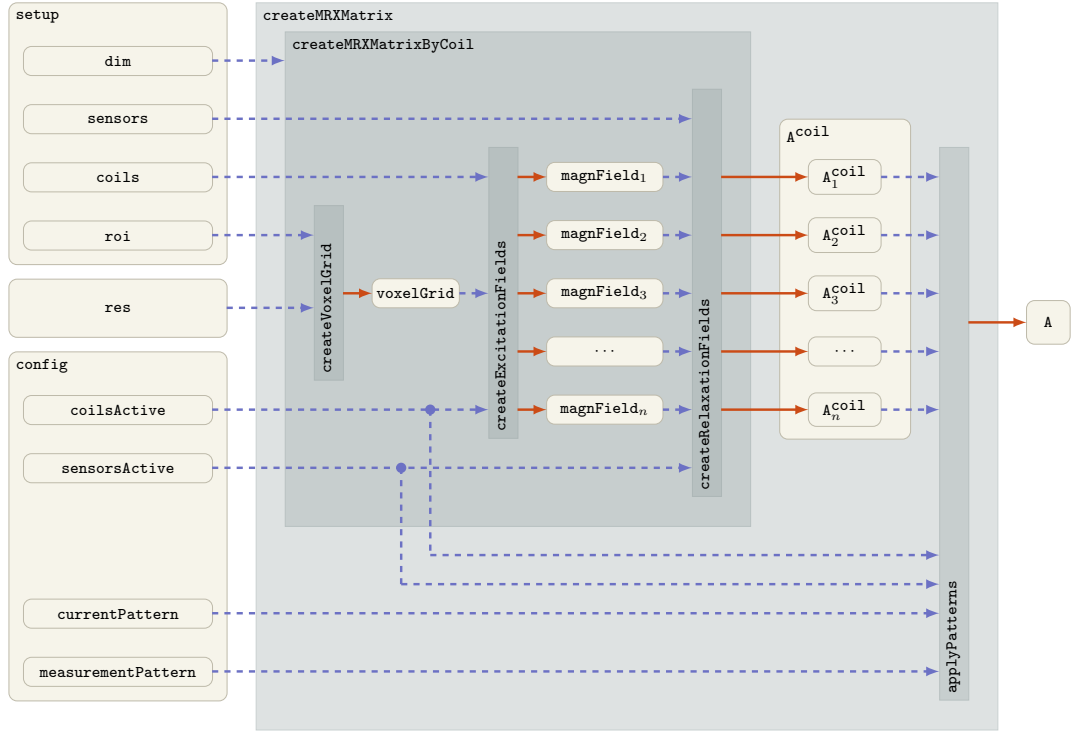 setup
dim
sensors
coils
roi
res
config
coilsActive
sensorsActive
currentPattern
measurementPattern
createMRXMatrix
createMRXMatrixByCoil
createVoxelGrid
voxelGrid
createExcitationFields
magnField₁
magnField₂
magnField₃
...
magnFieldₙ
createRelaxationFields
A^coil
A₁^coil
A₂^coil
A₃^coil
...
Aₙ^coil
applyPatterns
A